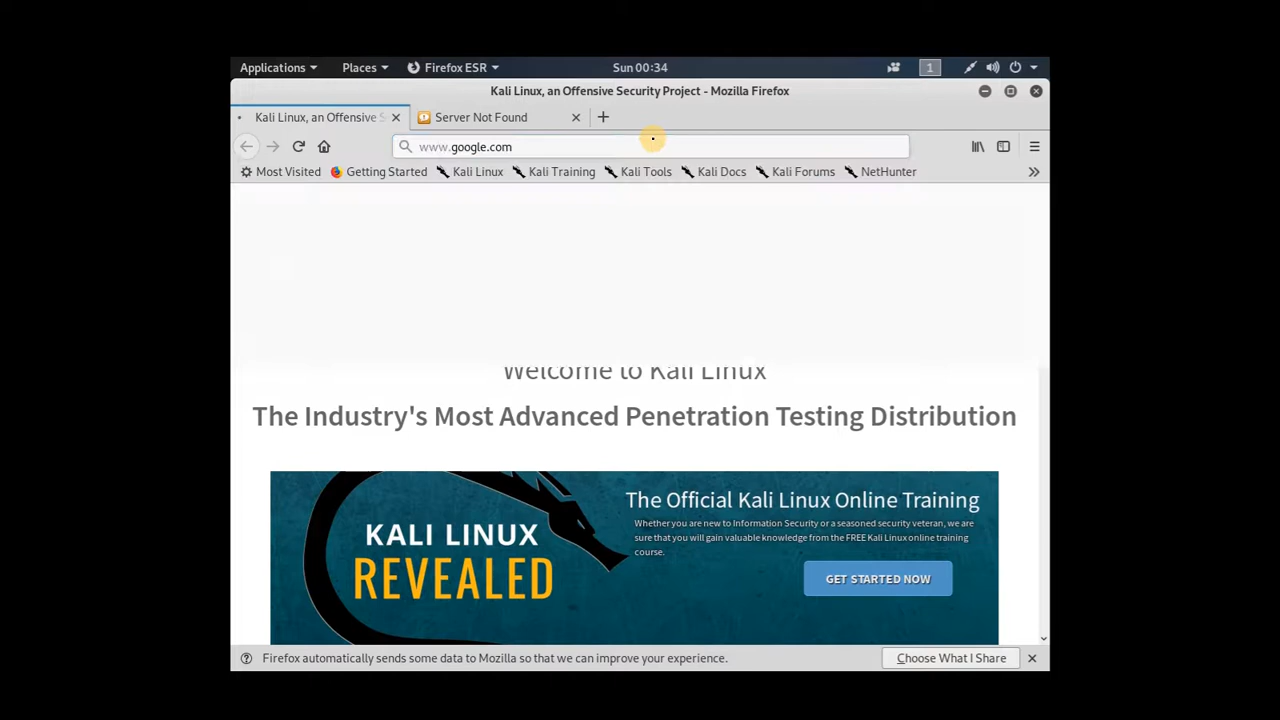 Applications Places Firefox ESR Sun 00:34 1
Kali Linux, an Offensive Security Project - Mozilla Firefox
Kali Linux, an Offensive S Server Not Found
www.google.com
Most Visited Getting Started Kali Linux Kali Training Kali Tools Kali Docs Kali Forums NetHunter
Welcome to Kali Linux
The Industry's Most Advanced Penetration Testing Distribution
KALI LINUX
REVEALED
The Official Kali Linux Online Training
Whether you are new to Information Security or a seasoned security veteran, we are
sure that you will gain valuable knowledge from the FREE Kali Linux online training
course.
GET STARTED NOW
Firefox automatically sends some data to Mozilla so that we can improve your experience. Choose What I Share